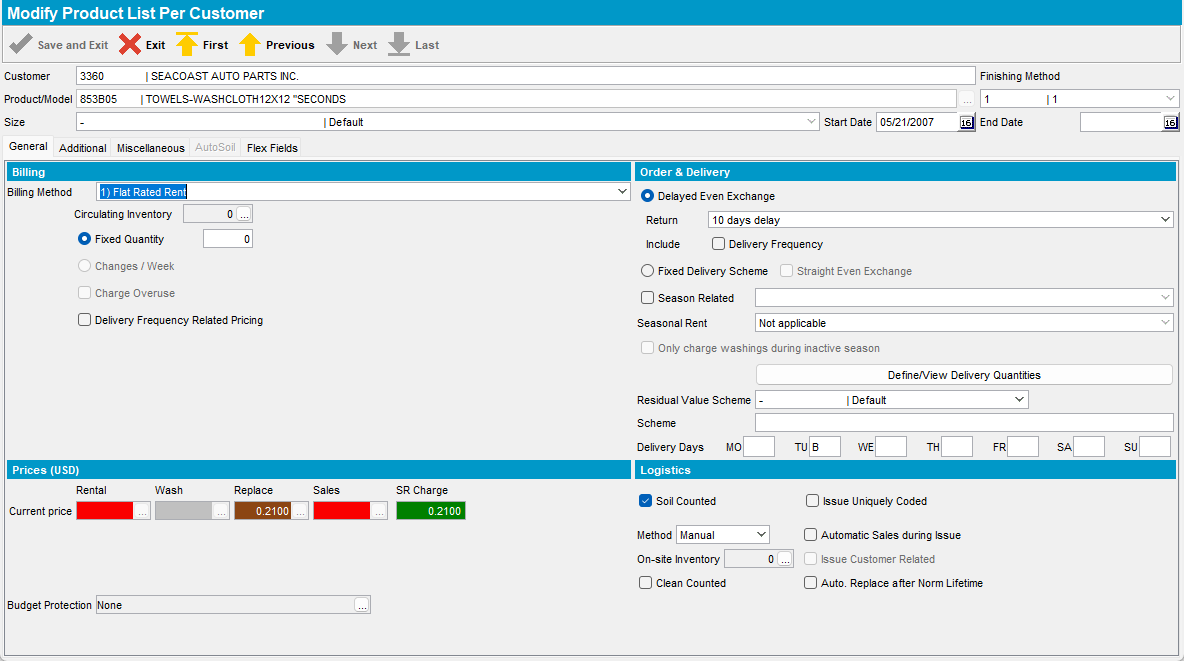 Modify Product List Per Customer
Save and Exit Exit First Previous Next Last
Customer 3360 | SEACOAST AUTO PARTS INC. Finishing Method
Product/Model 853B05 | TOWELS-WASHCLOTH12X12 "SECONDS ... 1 | 1
Size - | Default Start Date 05/21/2007 16 End Date 16
General Additional Miscellaneous AutoSoil Flex Fields
Billing
Billing Method 1) Flat Rated Rent
Circulating Inventory 0 ...
Fixed Quantity 0
Changes / Week
Charge Overuse
Delivery Frequency Related Pricing
Order & Delivery
Delayed Even Exchange
Return 10 days delay
Include Delivery Frequency
Fixed Delivery Scheme Straight Even Exchange
Season Related
Seasonal Rent Not applicable
Only charge washings during inactive season
Define/View Delivery Quantities
Residual Value Scheme - | Default
Scheme
Delivery Days MO TU B WE TH FR SA SU
Prices (USD)
Rental Wash Replace Sales SR Charge
Current price ... ... 0.2100 ... ... 0.2100
Budget Protection None ...
Logistics
Soil Counted Issue Uniquely Coded
Method Manual Automatic Sales during Issue
On-site Inventory 0 ... Issue Customer Related
Clean Counted Auto. Replace after Norm Lifetime